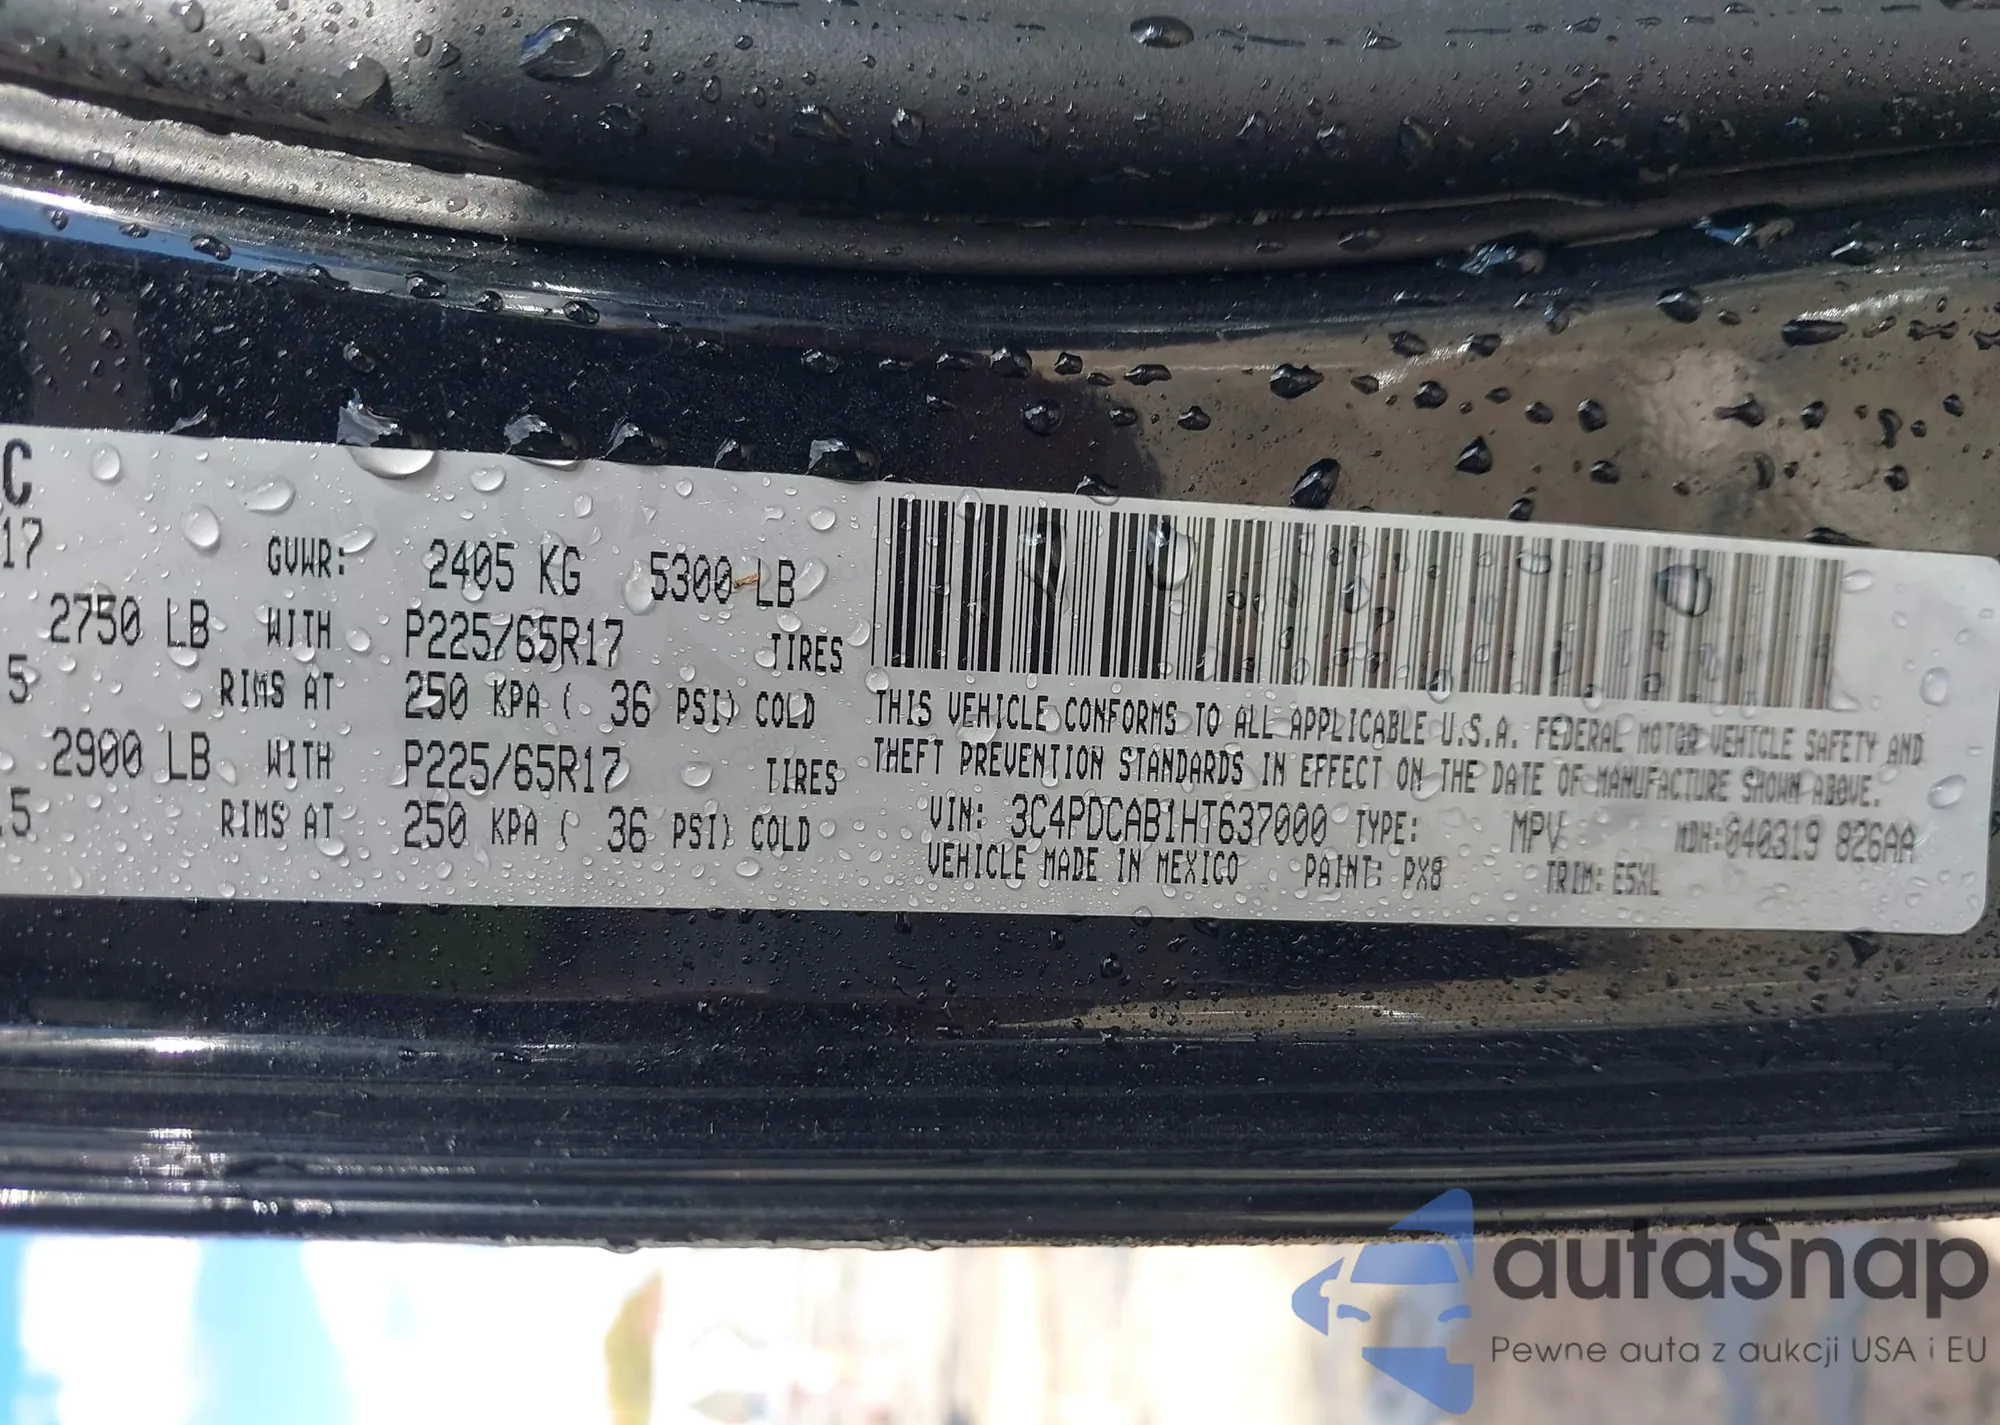 C
17 GVWR: 2405 KG 5300 LB
2750 LB WITH P225/65R17 TIRES
5 RIMS AT 250 KPA ( 36 PSI) COLD
2900 LB WITH P225/65R17 TIRES
.5 RIMS AT 250 KPA ( 36 PSI) COLD
THIS VEHICLE CONFORMS TO ALL APPLICABLE U.S.A. FEDERAL MOTOR VEHICLE SAFETY AND
THEFT PREVENTION STANDARDS IN EFFECT ON THE DATE OF MANUFACTURE SHOWN ABOVE.
VIN: 3C4PDCAB1HT637000 TYPE: MPV MDH:040319 826AA
VEHICLE MADE IN MEXICO PAINT: PX8 TRIM: E5XL
autaSnap
Pewne auta z aukcji USA i EU